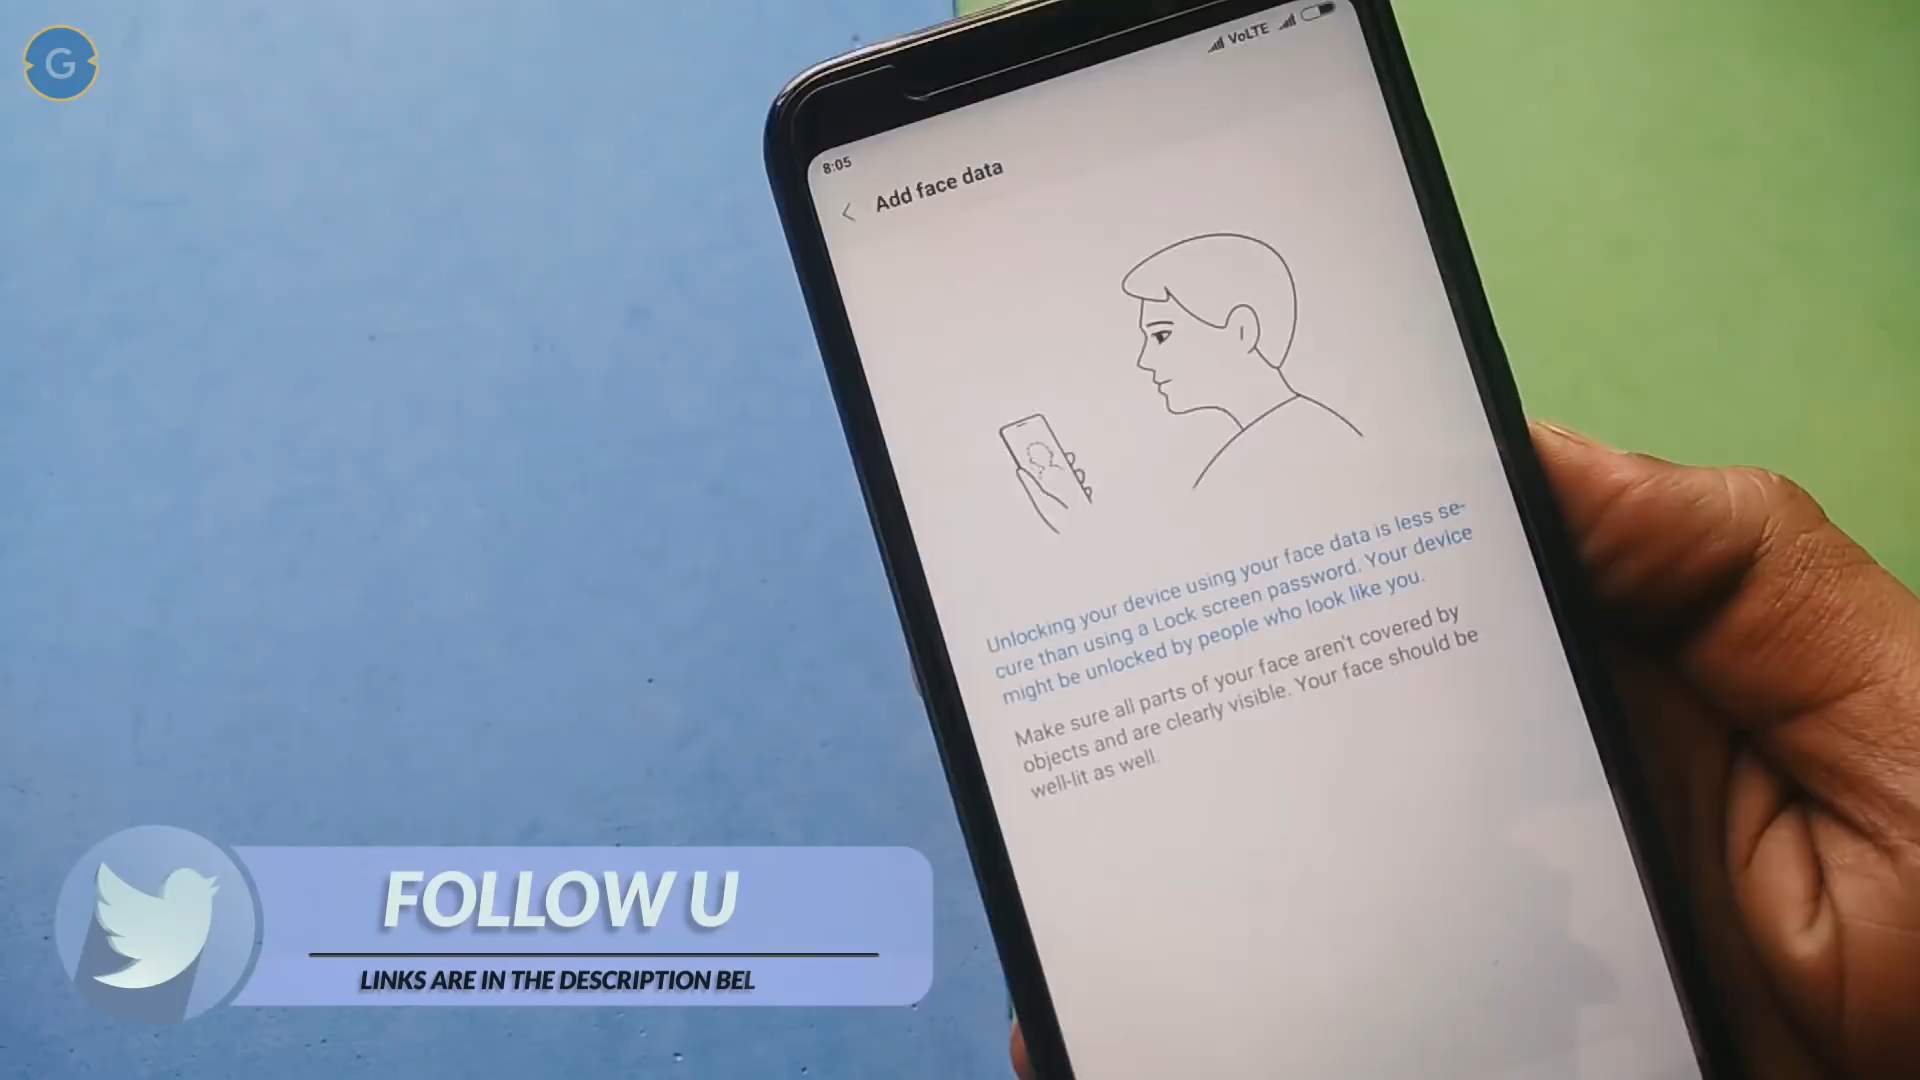 G
VoLTE
8:05
Add face data
Unlocking your device using your face data is less se-
cure than using a Lock screen password. Your device
might be unlocked by people who look like you.
Make sure all parts of your face aren't covered by
objects and are clearly visible. Your face should be
well-lit as well.
FOLLOW U
LINKS ARE IN THE DESCRIPTION BEL